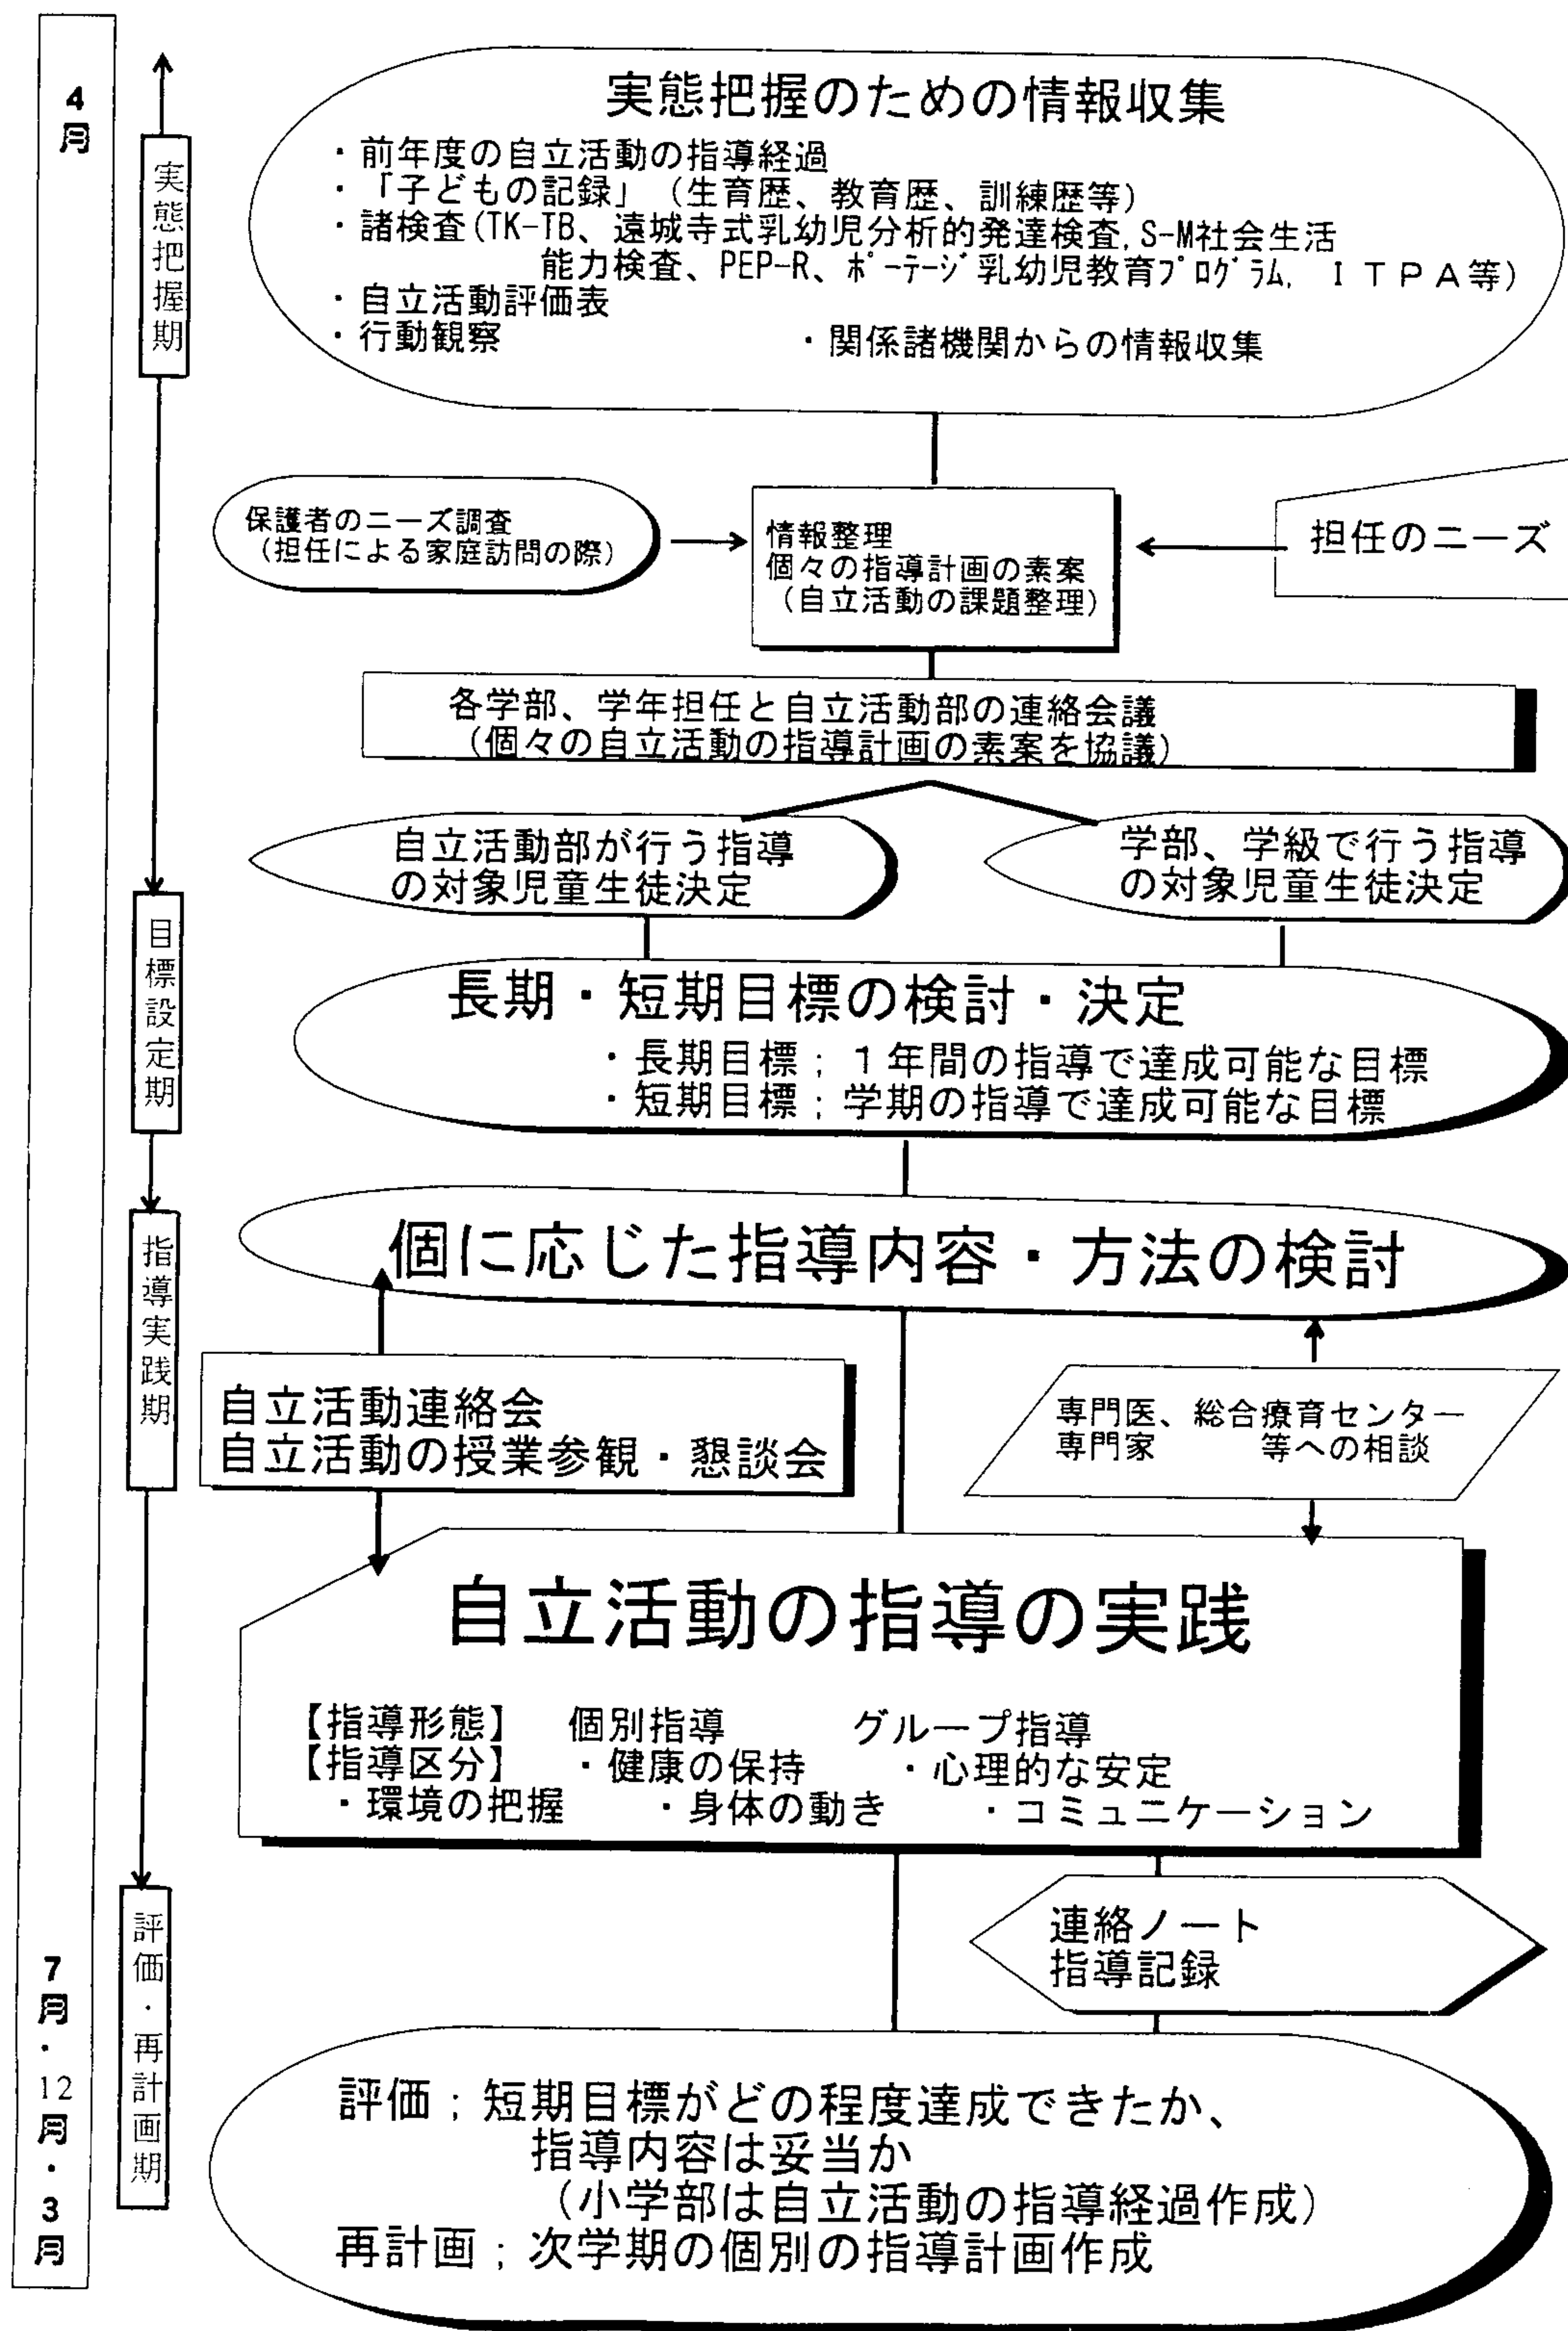 4月
実態把握期
実態把握のための情報収集
・前年度の自立活動の指導経過
・「子どもの記録」（生育歴、教育歴、訓練歴等）
・諸検査(TK-TB、遠城寺式乳幼児分析的発達検査,S-M社会生活
能力検査、PEP-R、ﾎﾟｰﾃｰｼﾞ乳幼児教育ﾌﾟﾛｸﾞﾗﾑ, ＩＴＰＡ等)
・自立活動評価表
・行動観察 ・関係諸機関からの情報収集
保護者のニーズ調査
（担任による家庭訪問の際）
情報整理
個々の指導計画の素案
（自立活動の課題整理）
担任のニーズ
各学部、学年担任と自立活動部の連絡会議
（個々の自立活動の指導計画の素案を協議）
自立活動部が行う指導
の対象児童生徒決定
学部、学級で行う指導
の対象児童生徒決定
目標設定期
長期・短期目標の検討・決定
・長期目標；１年間の指導で達成可能な目標
・短期目標；学期の指導で達成可能な目標
指導実践期
個に応じた指導内容・方法の検討
自立活動連絡会
自立活動の授業参観・懇談会
専門医、総合療育センター
専門家 等への相談
自立活動の指導の実践
【指導形態】 個別指導 グループ指導
【指導区分】 ・健康の保持 ・心理的な安定
・環境の把握 ・身体の動き ・コミュニケーション
連絡ノート
指導記録
7月・12月・3月
評価・再計画期
評価；短期目標がどの程度達成できたか、
指導内容は妥当か
（小学部は自立活動の指導経過作成）
再計画；次学期の個別の指導計画作成